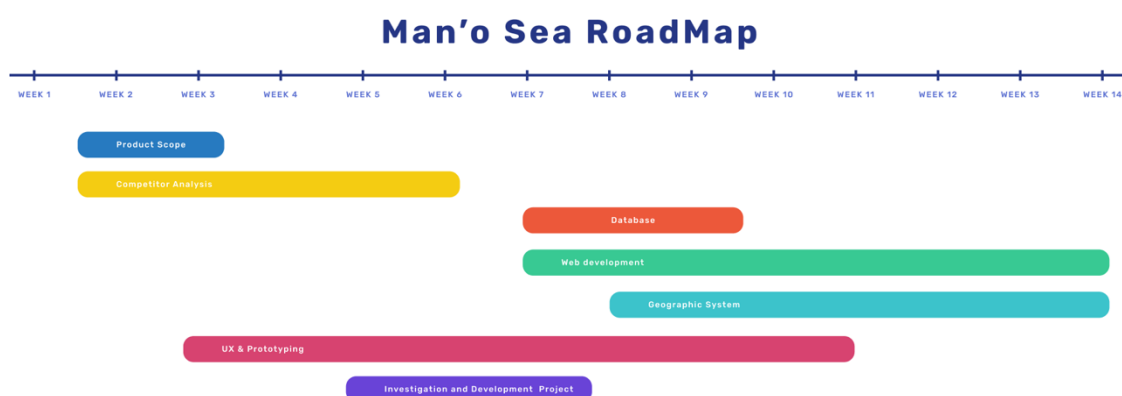 Man’o Sea RoadMap
WEEK 1 WEEK 2 WEEK 3 WEEK 4 WEEK 5 WEEK 6 WEEK 7 WEEK 8 WEEK 9 WEEK 10 WEEK 11 WEEK 12 WEEK 13 WEEK 14
Product Scope
Competitor Analysis
Database
Web development
Geographic System
UX & Prototyping
Investigation and Development Project